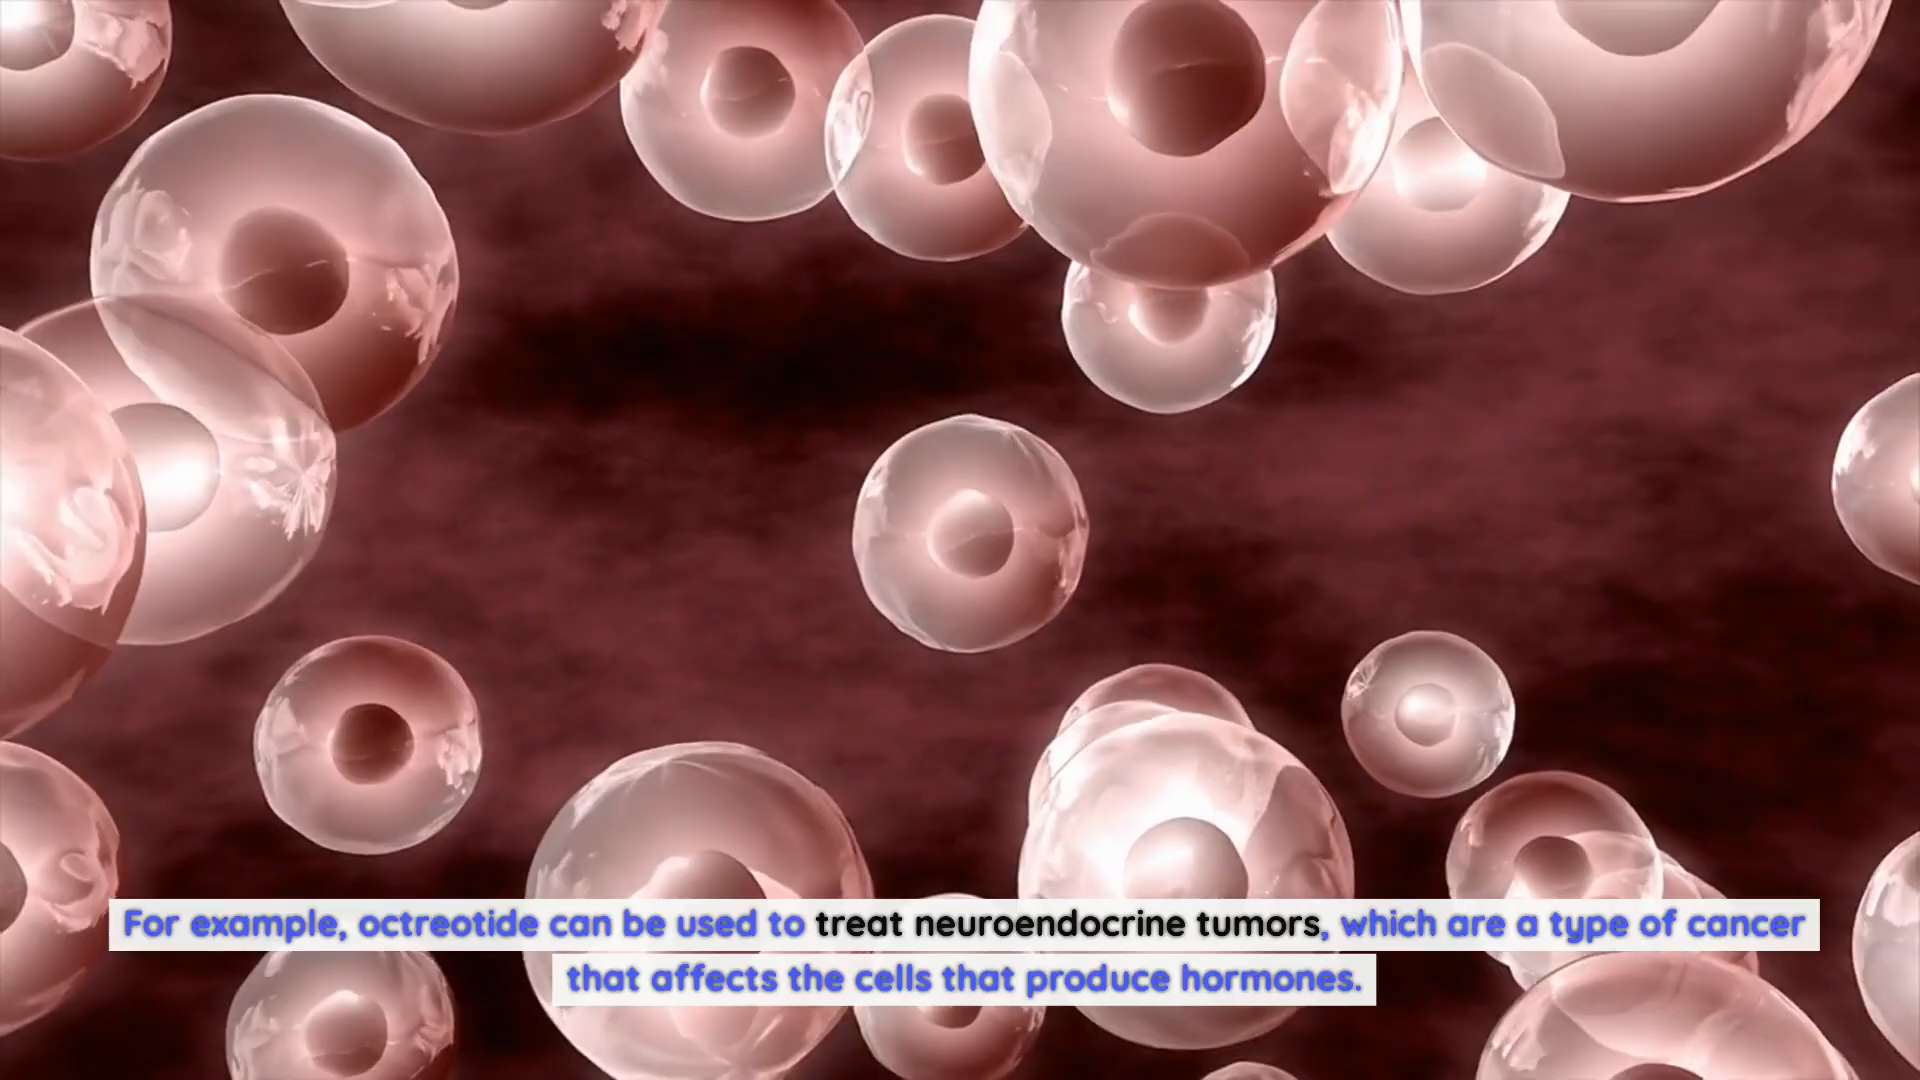 For example, octreotide can be used to treat neuroendocrine tumors, which are a type of cancer
that affects the cells that produce hormones.